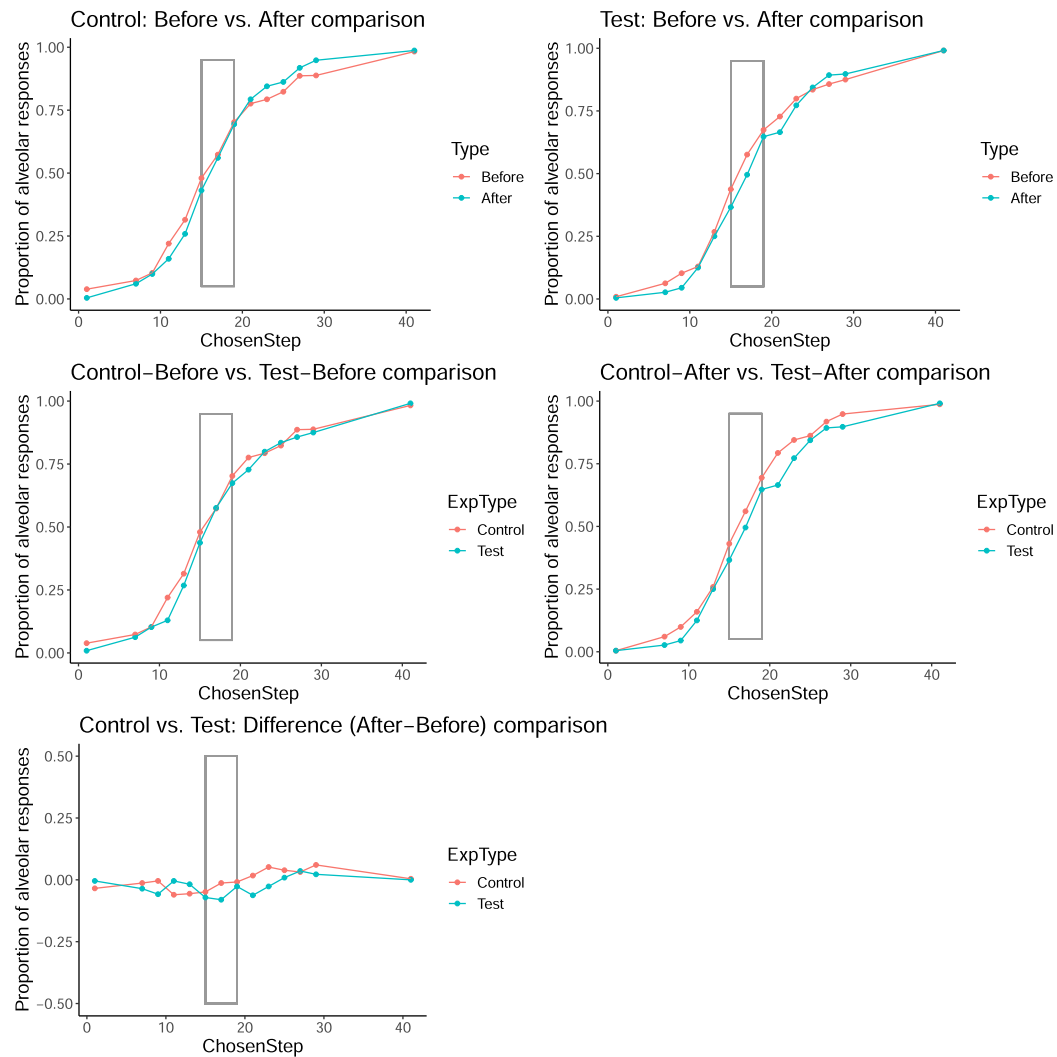 Control: Before vs. After comparison
Proportion of alveolar responses
1.00
0.75
0.50
0.25
0.00
0 10 20 30 40
ChosenStep
Type
Before
After
Test: Before vs. After comparison
Proportion of alveolar responses
1.00
0.75
0.50
0.25
0.00
0 10 20 30 40
ChosenStep
Type
Before
After
Control−Before vs. Test−Before comparison
Proportion of alveolar responses
1.00
0.75
0.50
0.25
0.00
0 10 20 30 40
ChosenStep
ExpType
Control
Test
Control−After vs. Test−After comparison
Proportion of alveolar responses
1.00
0.75
0.50
0.25
0.00
0 10 20 30 40
ChosenStep
ExpType
Control
Test
Control vs. Test: Difference (After−Before) comparison
Proportion of alveolar responses
0.50
0.25
0.00
−0.25
−0.50
0 10 20 30 40
ChosenStep
ExpType
Control
Test